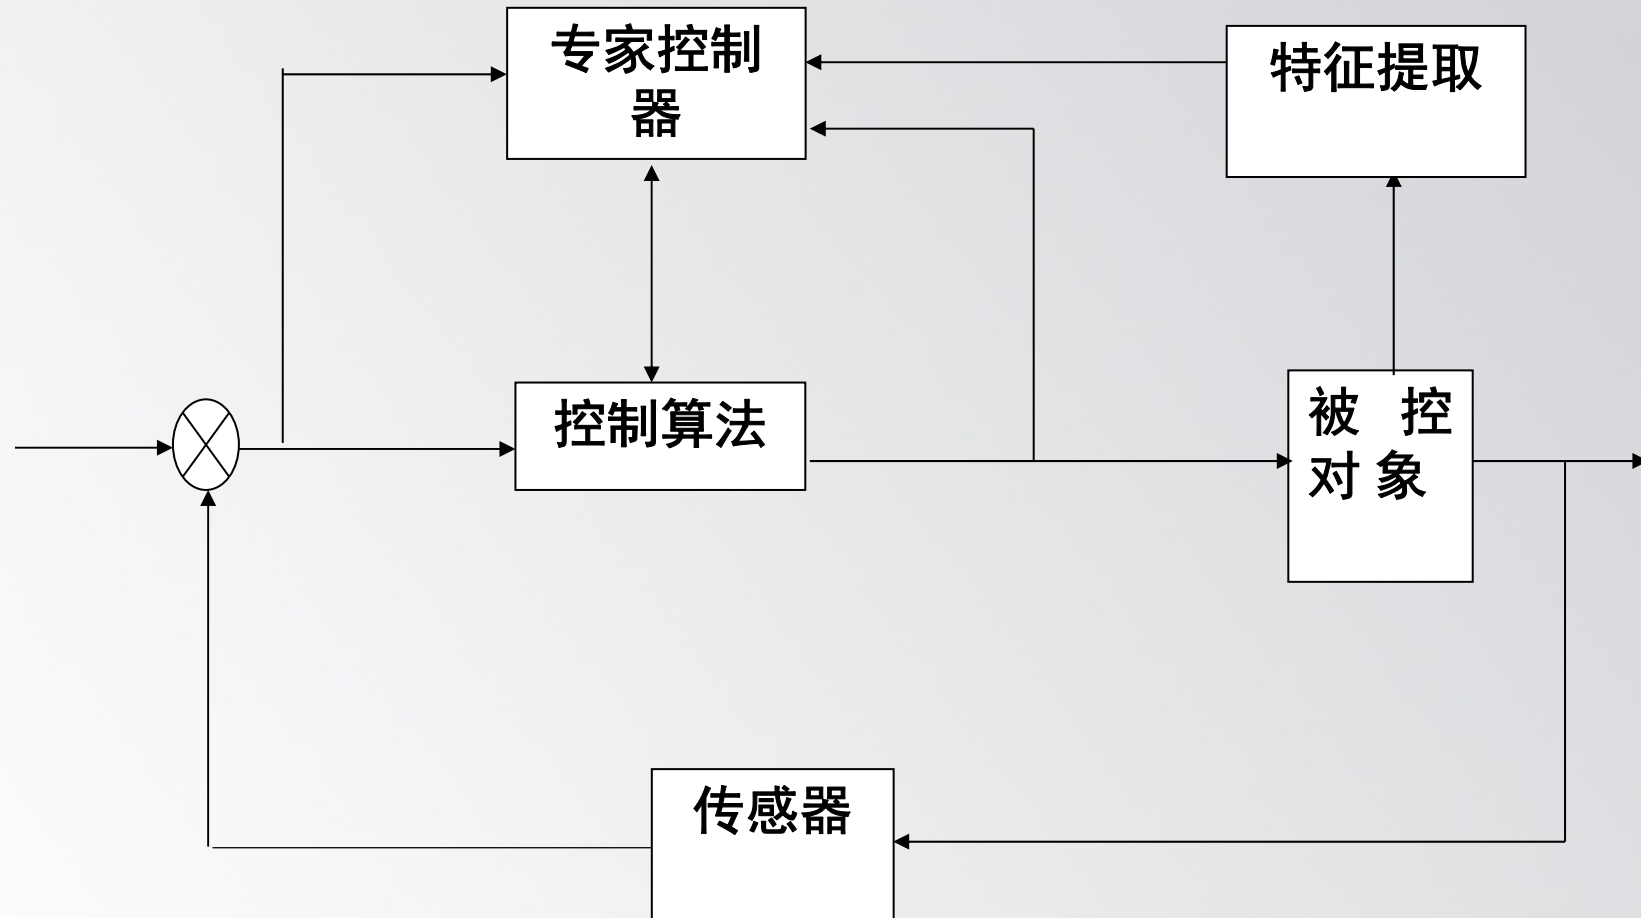 专家控制
器
特征提取
控制算法
被 控
对 象
传感器